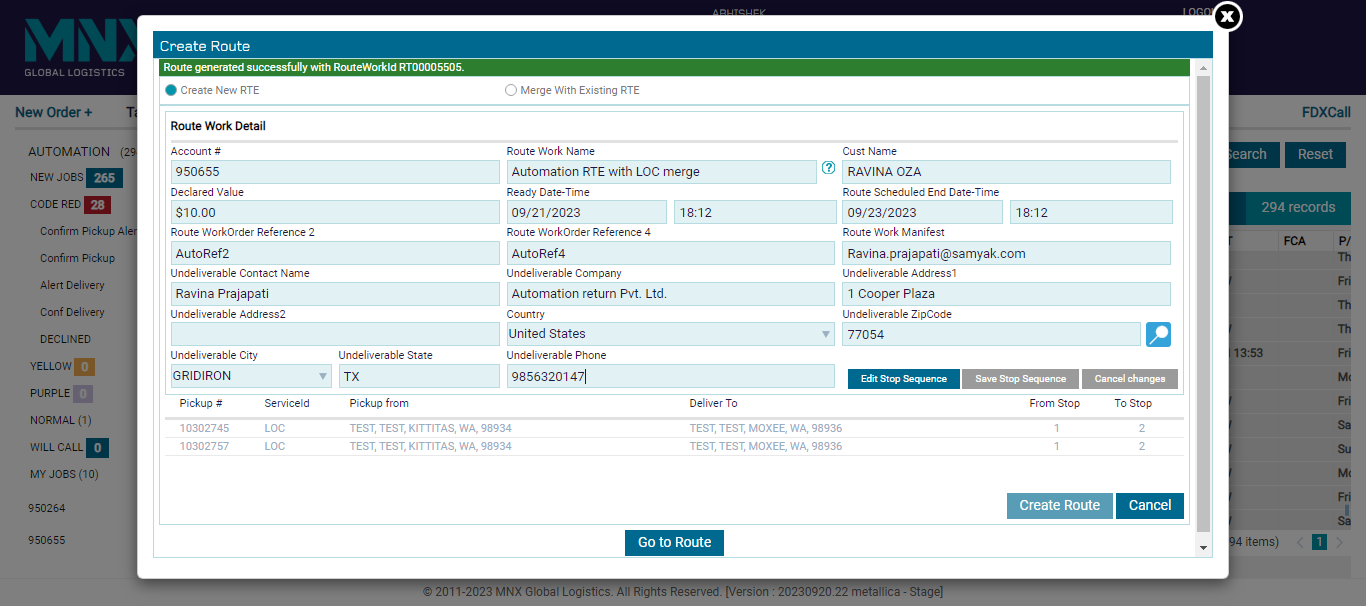 ABHISHEK
LOGO
MNX
GLOBAL LOGISTICS
Create Route
Route generated successfully with RouteWorkId RT00005505.
Create New RTE
Merge With Existing RTE
New Order +
Ta
FDXCall
Route Work Detail
AUTOMATION (29
Search
Reset
Account #
Route Work Name
Cust Name
950655
Automation RTE with LOC merge
?
RAVINA OZA
NEW JOBS 265
CODE RED 28
Declared Value
Ready Date-Time
Route Scheduled End Date-Time
$10.00
09/21/2023
18:12
09/23/2023
18:12
294 records
Confirm Pickup Aler
Route WorkOrder Reference 2
Route WorkOrder Reference 4
Route Work Manifest
AutoRef2
AutoRef4
Ravina.prajapati@samyak.com
T
FCA
P/
Th
Confirm Pickup
Undeliverable Contact Name
Undeliverable Company
Undeliverable Address1
Ravina Prajapati
Automation return Pvt. Ltd.
1 Cooper Plaza
Fri
Alert Delivery
Th
Conf Delivery
Undeliverable Address2
Country
Undeliverable ZipCode
United States
77054
Th
DECLINED
Undeliverable City
Undeliverable State
Undeliverable Phone
13:53
Fri
YELLOW 0
GRIDIRON
TX
9856320147
Edit Stop Sequence
Save Stop Sequence
Cancel changes
Mo
PURPLE 0
Pickup #
ServiceId
Pickup from
Deliver To
From Stop
To Stop
Fri
NORMAL (1)
10302745
LOC
TEST, TEST, KITTITAS, WA, 98934
TEST, TEST, MOXEE, WA, 98936
1
2
Sa
WILL CALL 0
10302757
LOC
TEST, TEST, KITTITAS, WA, 98934
TEST, TEST, MOXEE, WA, 98936
1
2
Su
MY JOBS (10)
Mo
Fri
950264
Create Route
Cancel
Sa
950655
Go to Route
94 items)
1
© 2011-2023 MNX Global Logistics. All Rights Reserved. [Version : 20230920.22 metallica - Stage]